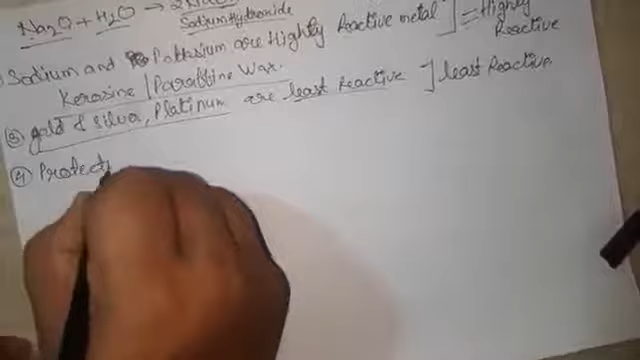 Na2O + H2O → 2Na
Sodium Hydroxide
Sodium and Potassium are Highly Reactive metal ] = Highly Reactive
Kerosine | Paraffine Wax.
③ gold & Silver, Platinum are least Reactive ] least Reactive
④ Protect